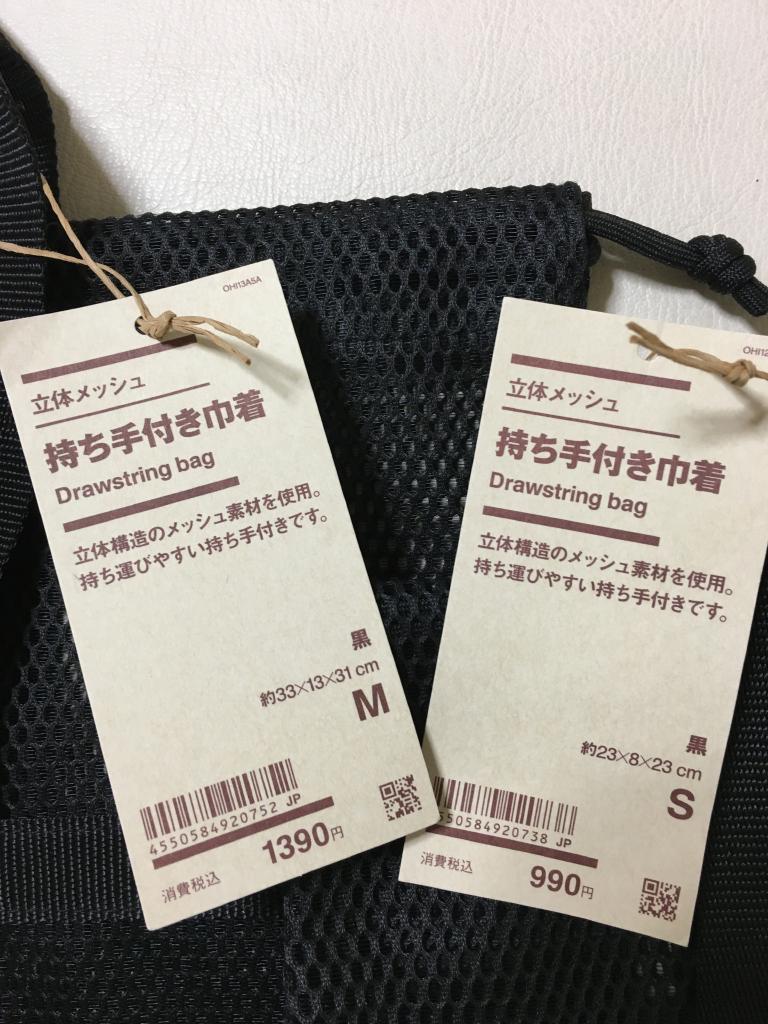 OHI13ASA
立体メッシュ
持ち手付き巾着
Drawstring bag
立体構造のメッシュ素材を使用。
持ち運びやすい持ち手付きです。
黒
約33×13×31 cm
M
4550584920752 JP
1390円
消費税込
OHI12
立体メッシュ
持ち手付き巾着
Drawstring bag
立体構造のメッシュ素材を使用。
持ち運びやすい持ち手付きです。
黒
約23×8×23 cm
S
550584920738 JP
990円
消費税込